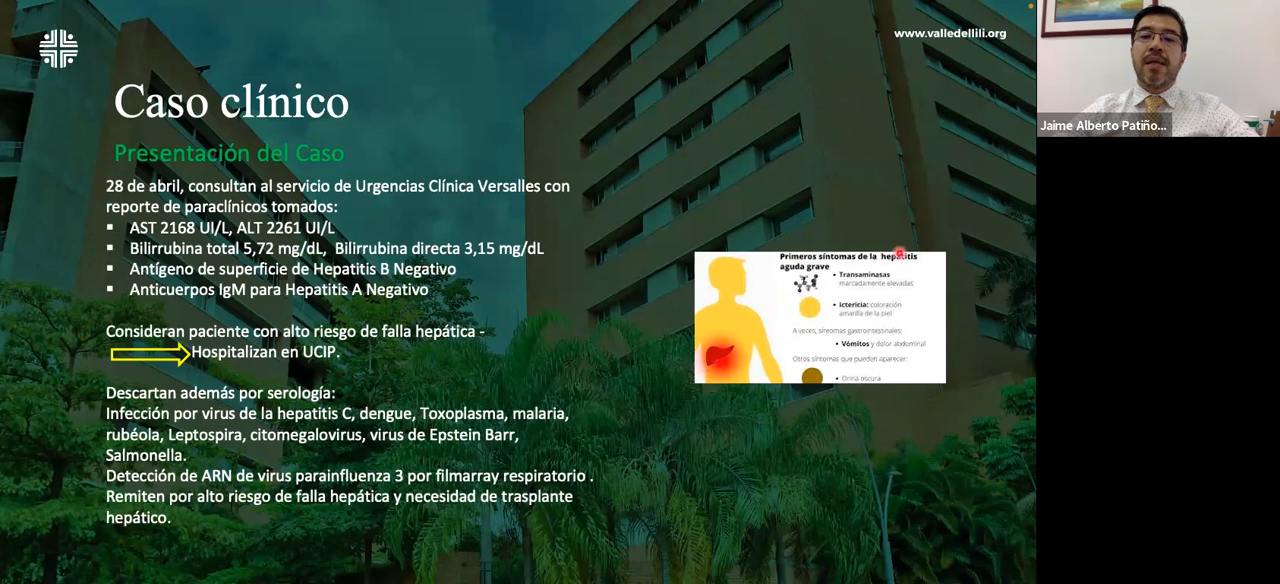 www.valledellili.org
Caso clínico
Presentación del Caso
28 de abril, consultan al servicio de Urgencias Clínica Versalles con
reporte de paraclínicos tomados:
AST 2168 UI/L, ALT 2261 UI/L
Bilirrubina total 5,72 mg/dL, Bilirrubina directa 3,15 mg/dL
Antígeno de superficie de Hepatitis B Negativo
Anticuerpos IgM para Hepatitis A Negativo
Consideran paciente con alto riesgo de falla hepática -
Hospitalizan en UCIP.
Descartan además por serología:
Infección por virus de la hepatitis C, dengue, Toxoplasma, malaria,
rubéola, Leptospira, citomegalovirus, virus de Epstein Barr,
Salmonella.
Detección de ARN de virus parainfluenza 3 por filmarray respiratorio .
Remiten por alto riesgo de falla hepática y necesidad de trasplante
hepático.
Primeros síntomas de la hepatitis
aguda grave
Transaminasas
marcadamente elevadas
Ictericia: coloración
amarilla de la piel
A veces, síntomas gastrointestinales:
Vómitos y dolor abdominal
Otros síntomas que pueden aparecer:
Orina oscura
Jaime Alberto Patiño...